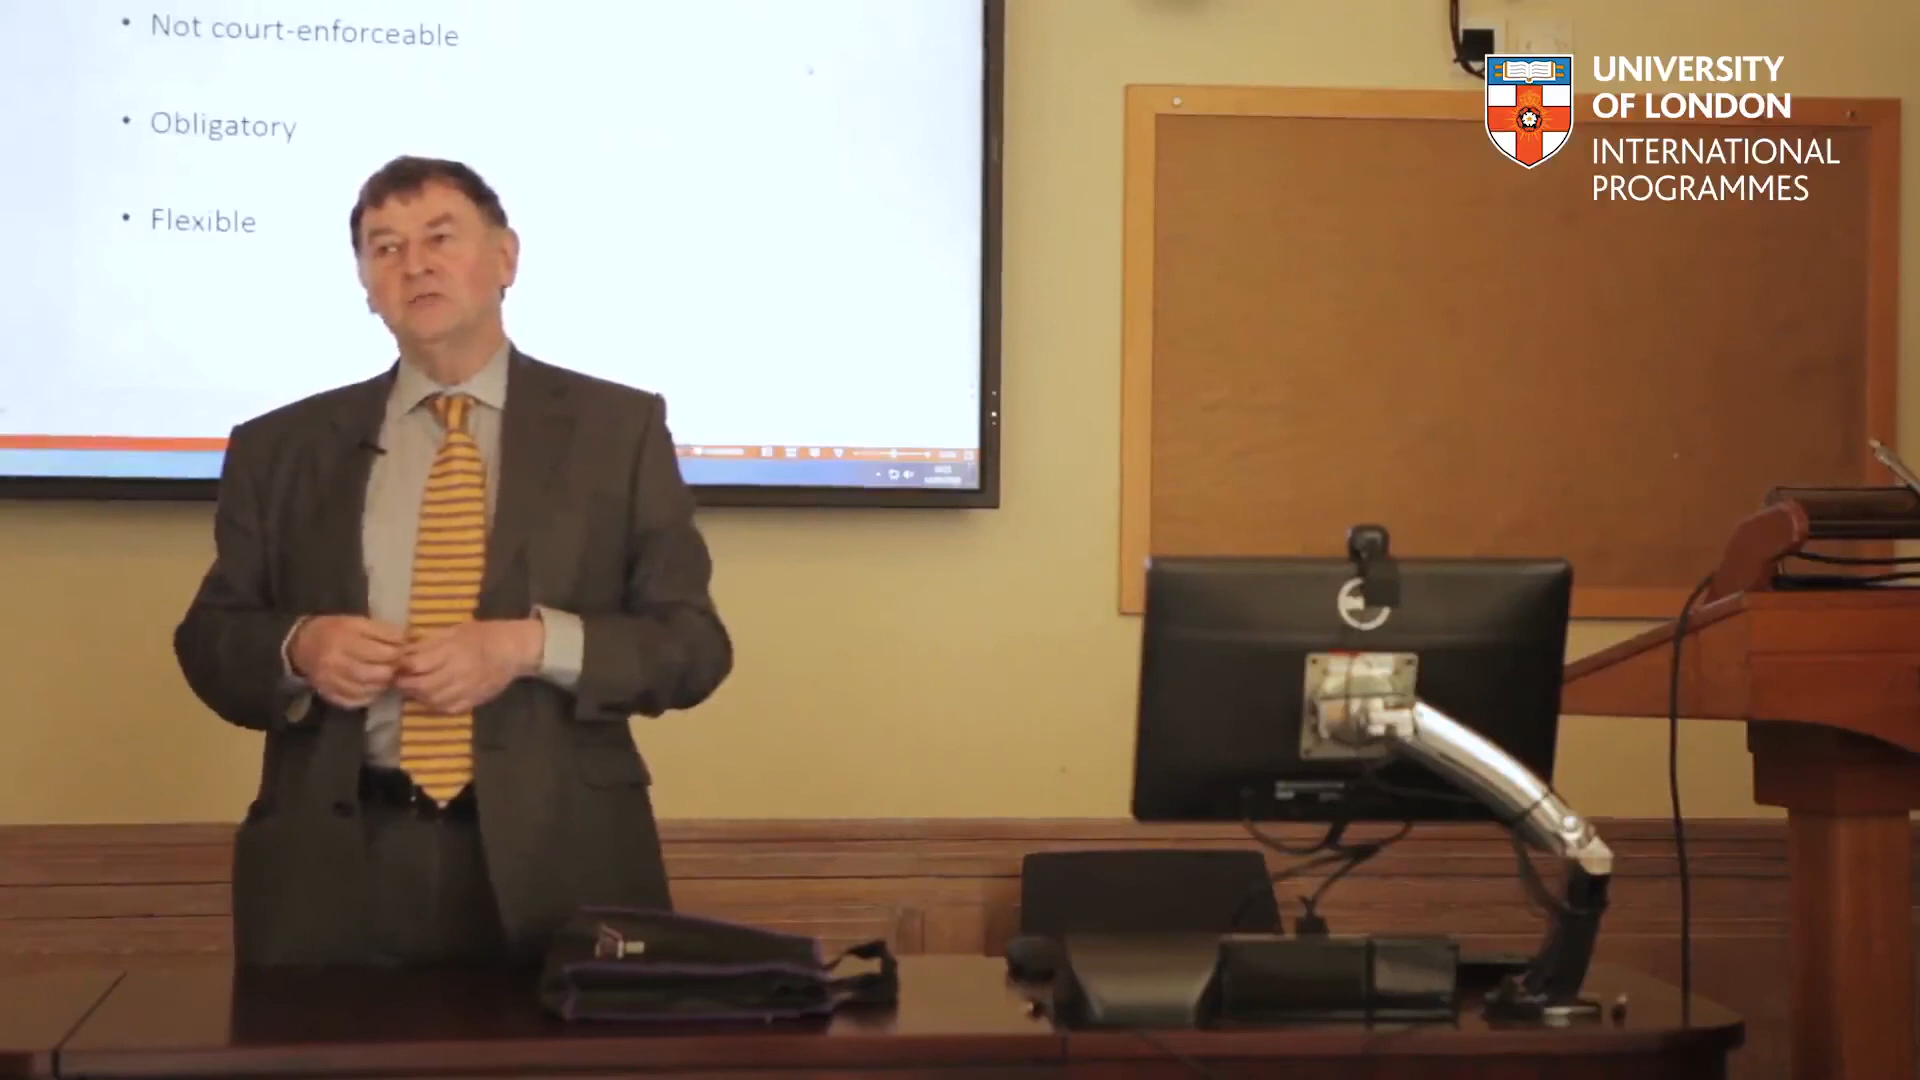 Not court-enforceable
Obligatory
Flexible
UNIVERSITY
OF LONDON
INTERNATIONAL
PROGRAMMES